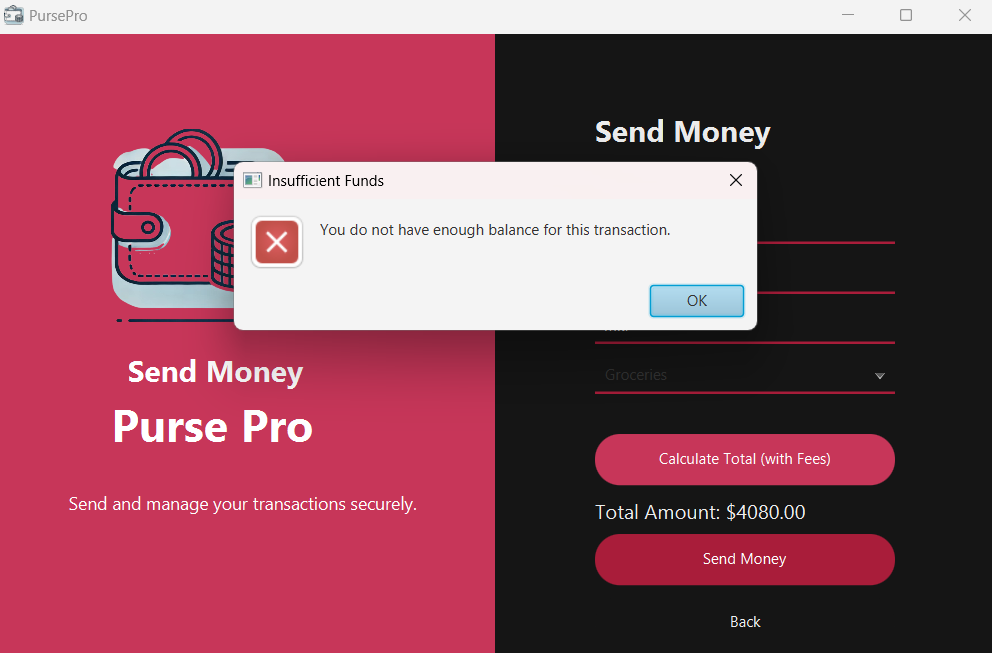 PursePro
Send Money
Insufficient Funds
You do not have enough balance for this transaction.
OK
Groceries
Send Money
Purse Pro
Send and manage your transactions securely.
Calculate Total (with Fees)
Total Amount: $4080.00
Send Money
Back